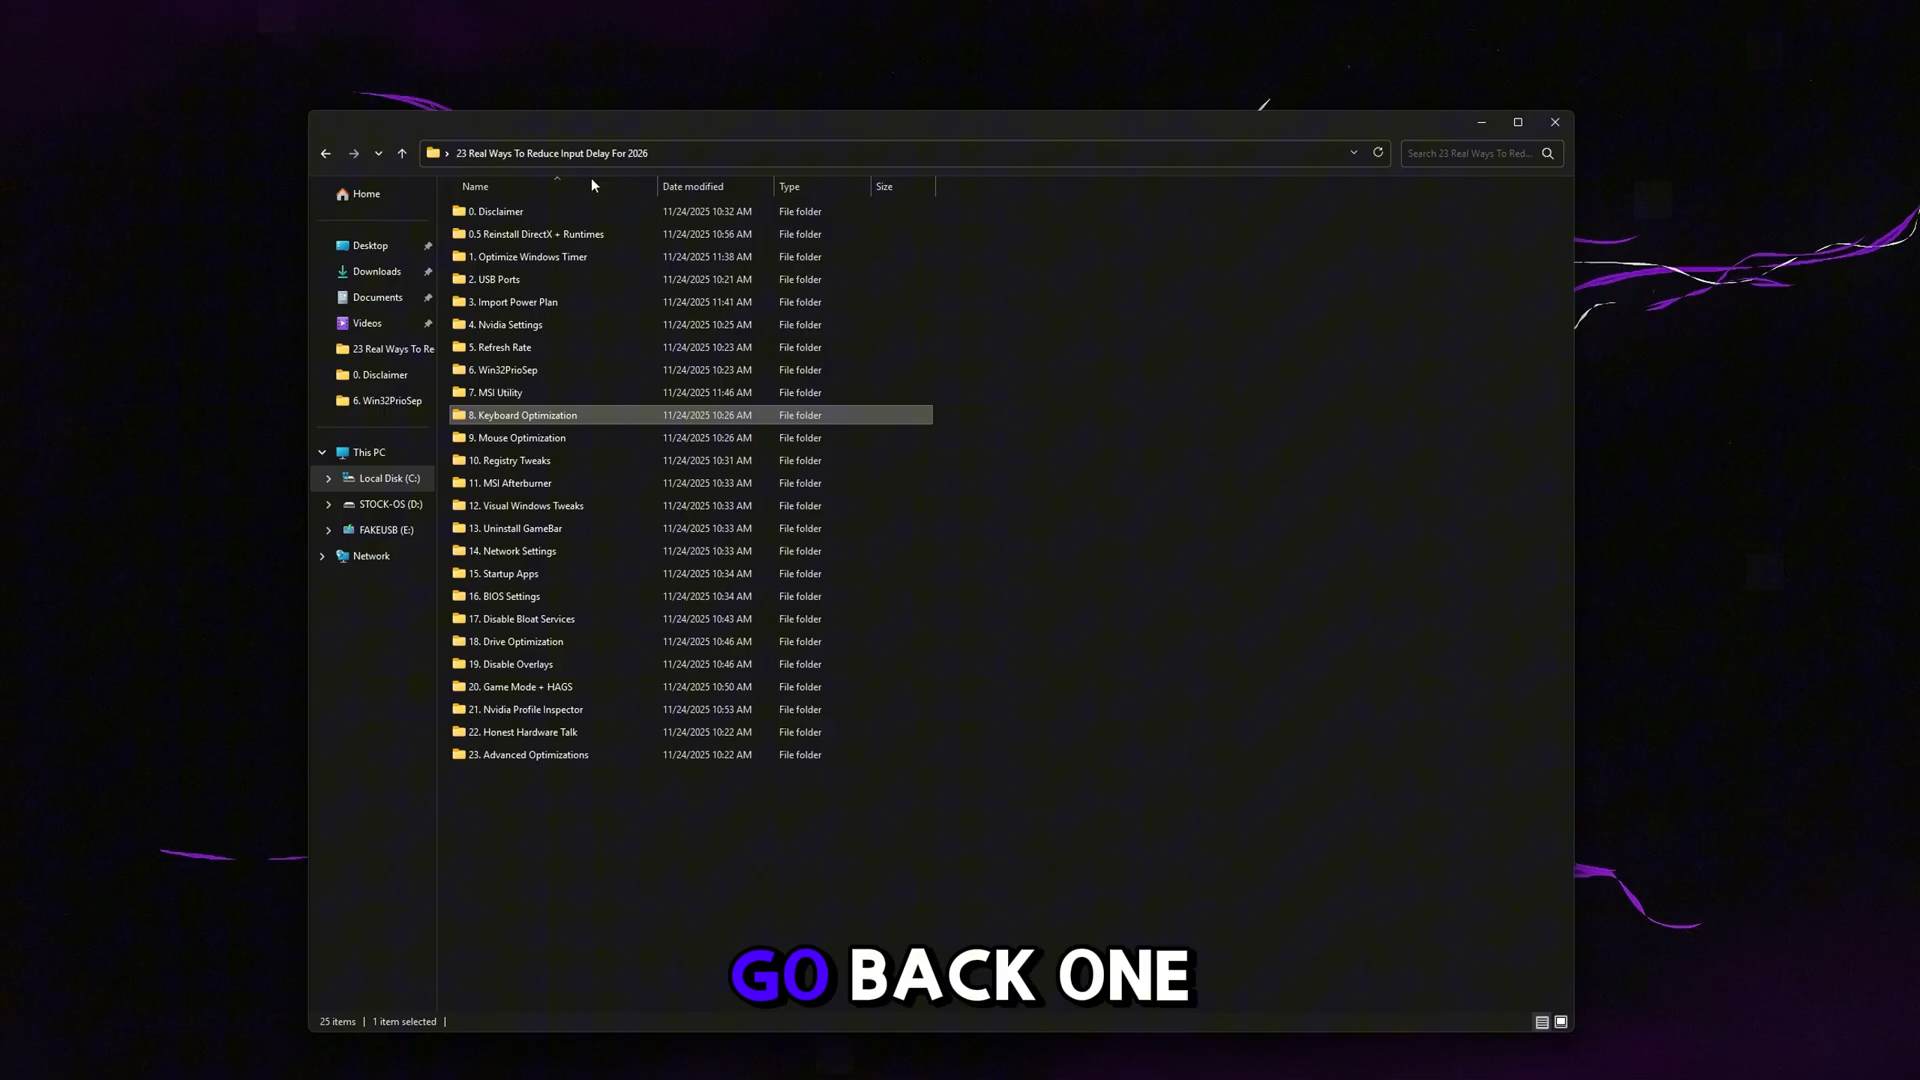 23 Real Ways To Reduce Input Delay For 2026
Search 23 Real Ways To Red...
Home
Desktop
Downloads
Documents
Videos
23 Real Ways To Re
0. Disclaimer
6. Win32PrioSep
This PC
Local Disk (C:)
STOCK-OS (D:)
FAKEUSB (E:)
Network
Name Date modified Type Size
0. Disclaimer 11/24/2025 10:32 AM File folder
0.5 Reinstall DirectX + Runtimes 11/24/2025 10:56 AM File folder
1. Optimize Windows Timer 11/24/2025 11:38 AM File folder
2. USB Ports 11/24/2025 10:21 AM File folder
3. Import Power Plan 11/24/2025 11:41 AM File folder
4. Nvidia Settings 11/24/2025 10:25 AM File folder
5. Refresh Rate 11/24/2025 10:23 AM File folder
6. Win32PrioSep 11/24/2025 10:23 AM File folder
7. MSI Utility 11/24/2025 11:46 AM File folder
8. Keyboard Optimization 11/24/2025 10:26 AM File folder
9. Mouse Optimization 11/24/2025 10:26 AM File folder
10. Registry Tweaks 11/24/2025 10:31 AM File folder
11. MSI Afterburner 11/24/2025 10:33 AM File folder
12. Visual Windows Tweaks 11/24/2025 10:33 AM File folder
13. Uninstall GameBar 11/24/2025 10:33 AM File folder
14. Network Settings 11/24/2025 10:33 AM File folder
15. Startup Apps 11/24/2025 10:34 AM File folder
16. BIOS Settings 11/24/2025 10:34 AM File folder
17. Disable Bloat Services 11/24/2025 10:43 AM File folder
18. Drive Optimization 11/24/2025 10:46 AM File folder
19. Disable Overlays 11/24/2025 10:46 AM File folder
20. Game Mode + HAGS 11/24/2025 10:50 AM File folder
21. Nvidia Profile Inspector 11/24/2025 10:53 AM File folder
22. Honest Hardware Talk 11/24/2025 10:22 AM File folder
23. Advanced Optimizations 11/24/2025 10:22 AM File folder
GO BACK ONE
25 items | 1 item selected |